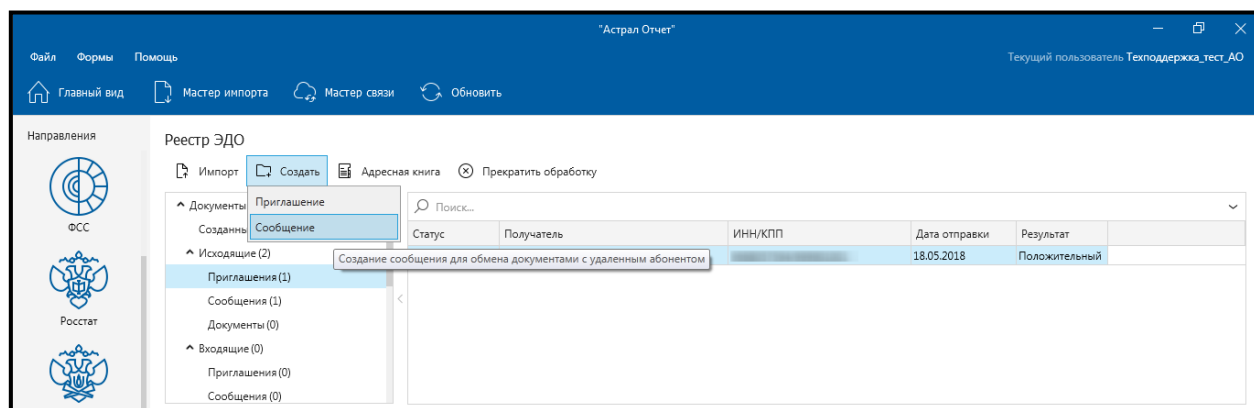 "Астрал Отчет"
Файл Формы Помощь
Текущий пользователь Техподдержка_тест_АО
Главный вид Мастер импорта Мастер связи Обновить
Направления
Реестр ЭДО
Импорт Создать Адресная книга Прекратить обработку
Документы Приглашение
Поиск...
ФСС
Созданны Сообщение
Статус Получатель ИНН/КПП Дата отправки Результат
Исходящие (2)
Создание сообщения для обмена документами с удаленным абонентом
18.05.2018 Положительный
Приглашения (1)
Сообщения (1)
Росстат
Документы (0)
Входящие (0)
Приглашения (0)
Сообщения (0)